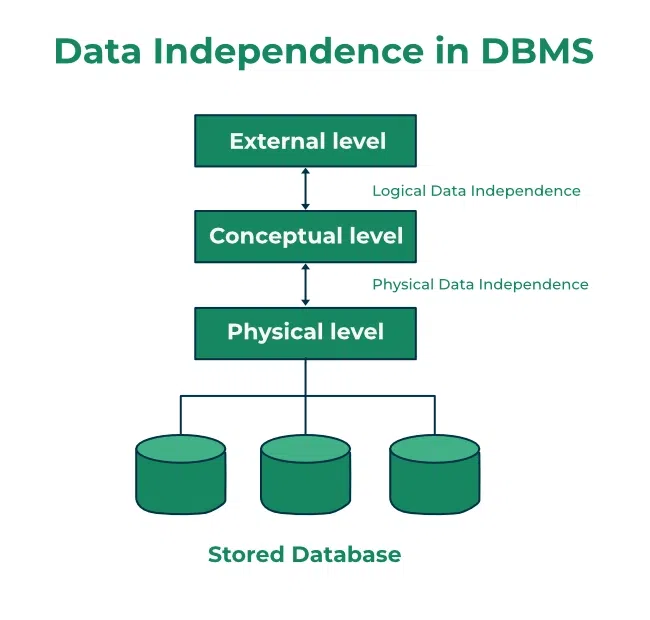 Data Independence in DBMS
External level
Logical Data Independence
Conceptual level
Physical Data Independence
Physical level
Stored Database